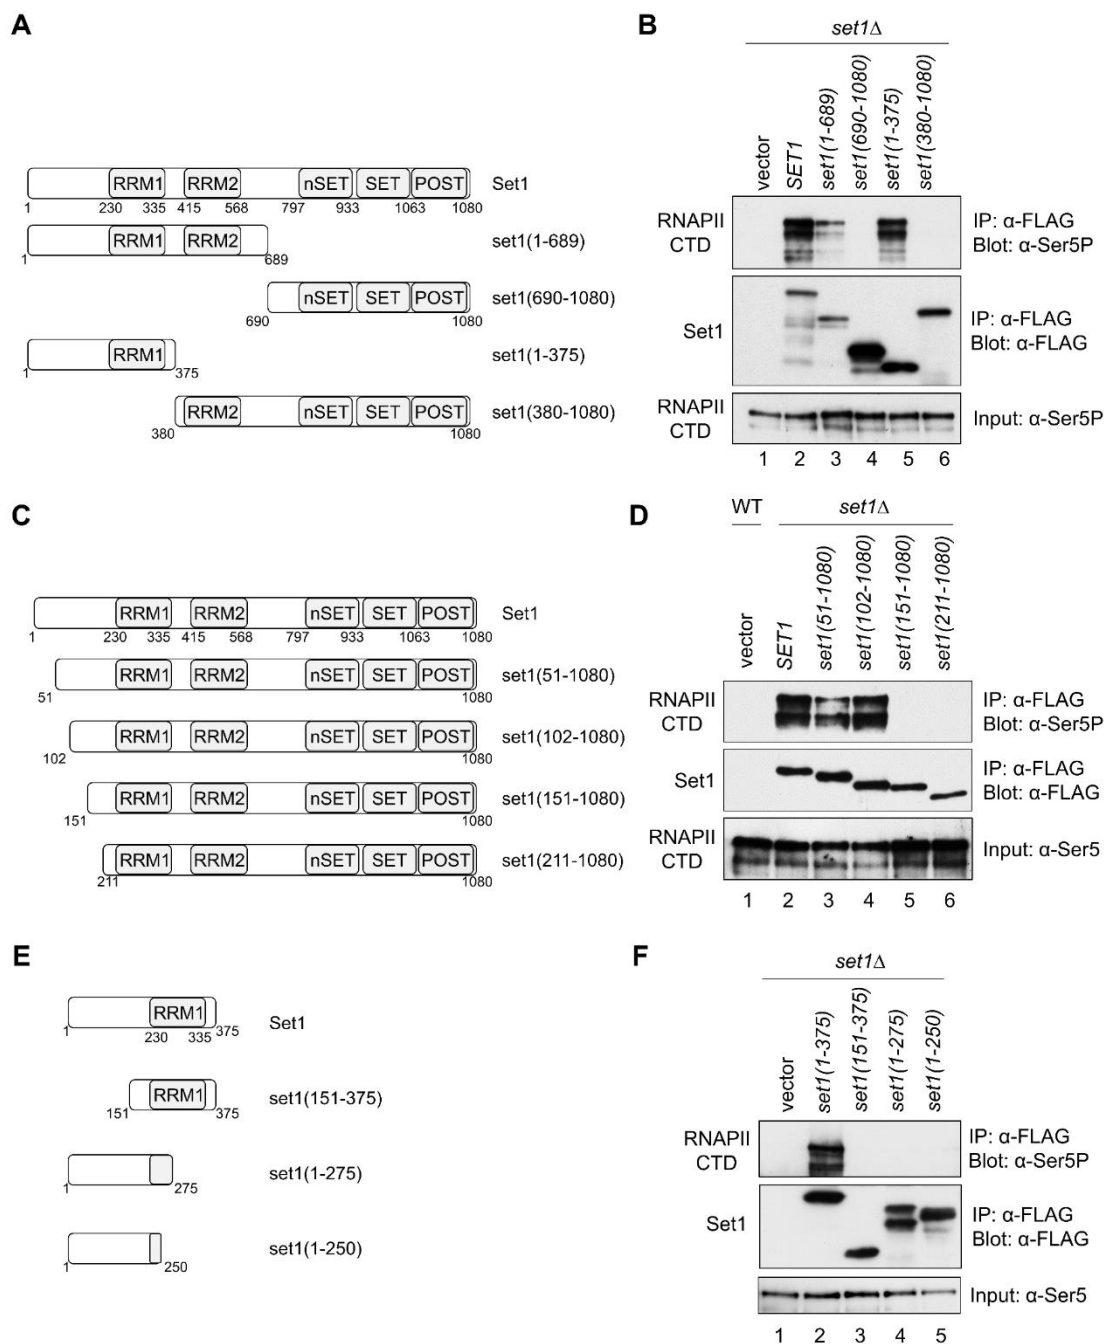 A
RRM1 RRM2 nSET SET POST Set1
1 230 335 415 568 797 933 1063 1080
RRM1 RRM2 set1(1-689)
1 689
nSET SET POST set1(690-1080)
690 1080
RRM1 set1(1-375)
1 375
RRM2 nSET SET POST set1(380-1080)
380 1080
B
set1Δ
vector
SET1
set1(1-689)
set1(690-1080)
set1(1-375)
set1(380-1080)
RNAPII
CTD
IP: α-FLAG
Blot: α-Ser5P
Set1
IP: α-FLAG
Blot: α-FLAG
RNAPII
CTD
Input: α-Ser5P
1 2 3 4 5 6
C
RRM1 RRM2 nSET SET POST Set1
1 230 335 415 568 797 933 1063 1080
RRM1 RRM2 nSET SET POST set1(51-1080)
51 1080
RRM1 RRM2 nSET SET POST set1(102-1080)
102 1080
RRM1 RRM2 nSET SET POST set1(151-1080)
151 1080
RRM1 RRM2 nSET SET POST set1(211-1080)
211 1080
D
WT set1Δ
vector
SET1
set1(51-1080)
set1(102-1080)
set1(151-1080)
set1(211-1080)
RNAPII
CTD
IP: α-FLAG
Blot: α-Ser5P
Set1
IP: α-FLAG
Blot: α-FLAG
RNAPII
CTD
Input: α-Ser5
1 2 3 4 5 6
E
RRM1 Set1
1 230 335 375
RRM1 set1(151-375)
151 375
set1(1-275)
1 275
set1(1-250)
1 250
F
set1Δ
vector
set1(1-375)
set1(151-375)
set1(1-275)
set1(1-250)
RNAPII
CTD
IP: α-FLAG
Blot: α-Ser5P
Set1
IP: α-FLAG
Blot: α-FLAG
Input: α-Ser5
1 2 3 4 5